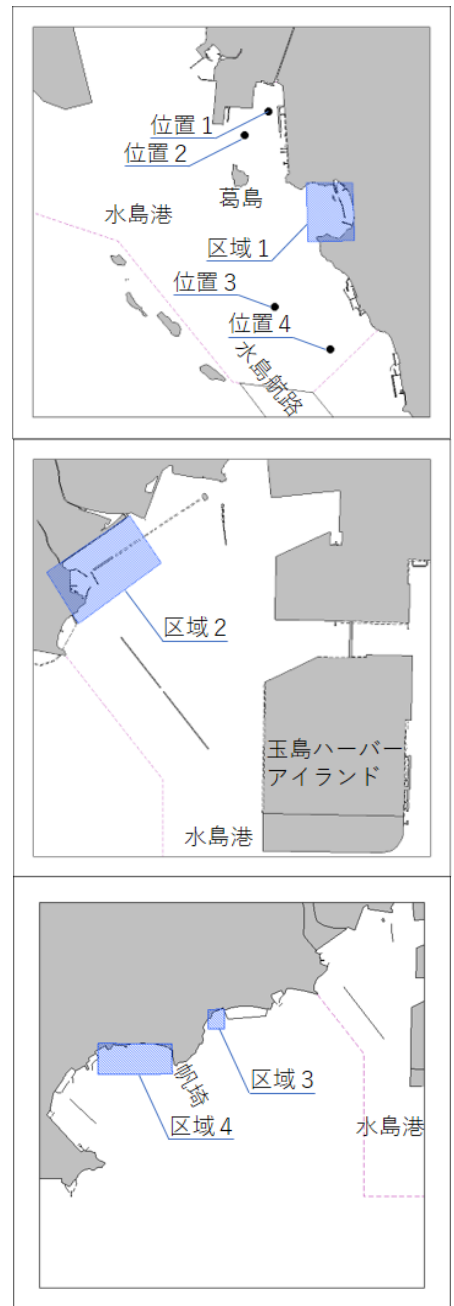 位置１
位置２
葛島
水島港
区域１
位置３
位置４
水島航路
区域２
玉島ハーバー
アイランド
水島港
区域３
帆埼
区域４
水島港